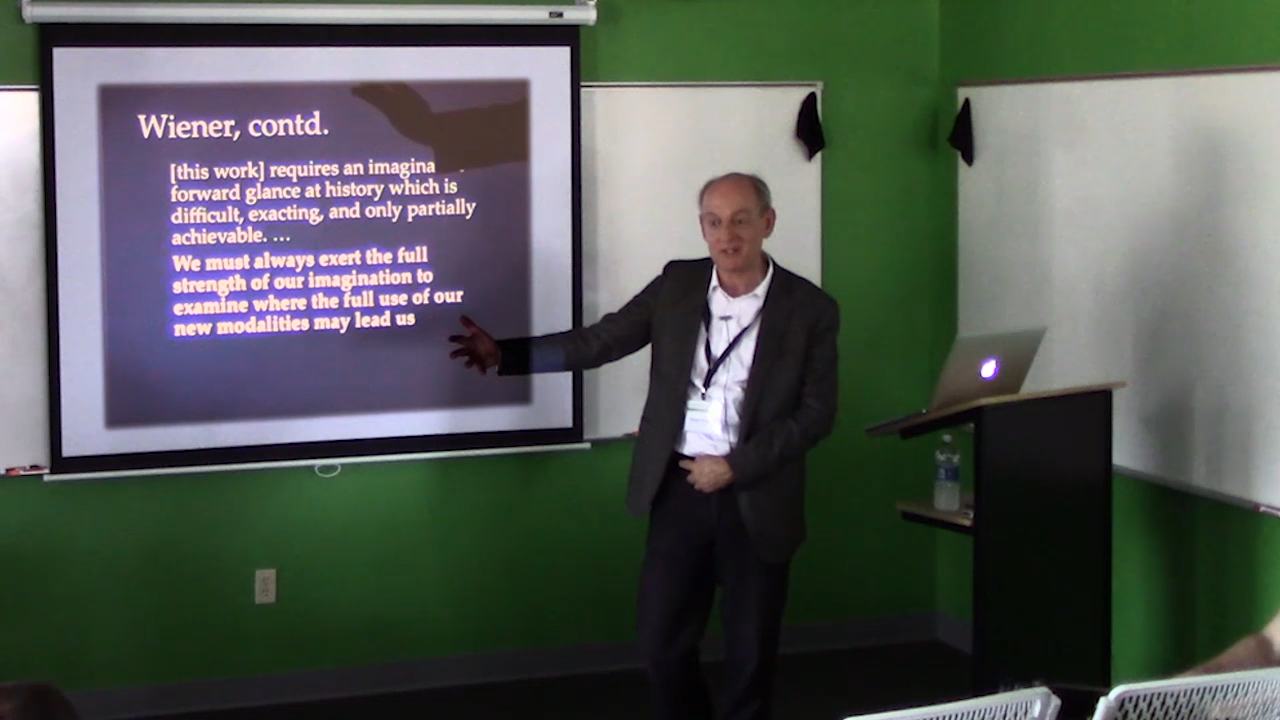 Wiener, contd.
[this work] requires an imagina
forward glance at history which is
difficult, exacting, and only partially
achievable. ...
We must always exert the full
strength of our imagination to
examine where the full use of our
new modalities may lead us